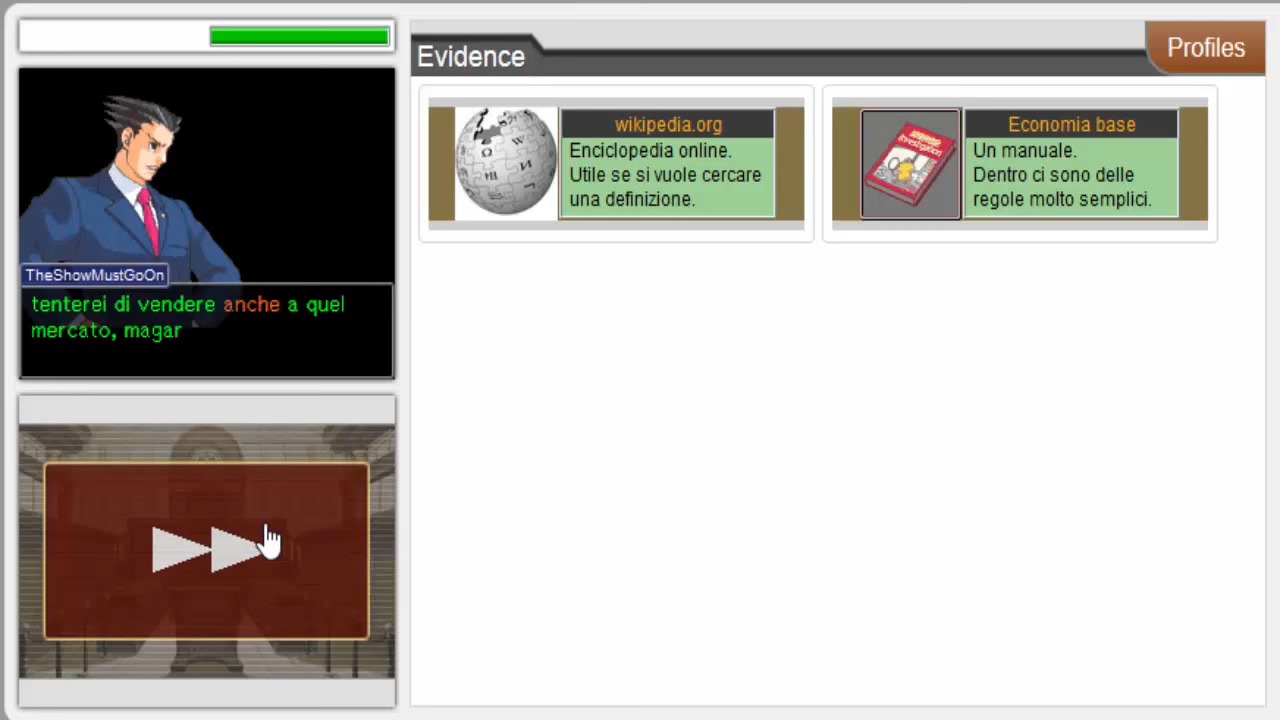 Evidence
Profiles
wikipedia.org
Enciclopedia online.
Utile se si vuole cercare
una definizione.
Economia base
Un manuale.
Dentro ci sono delle
regole molto semplici.
TheShowMustGoOn
tenterei di vendere anche a quel
mercato, magar